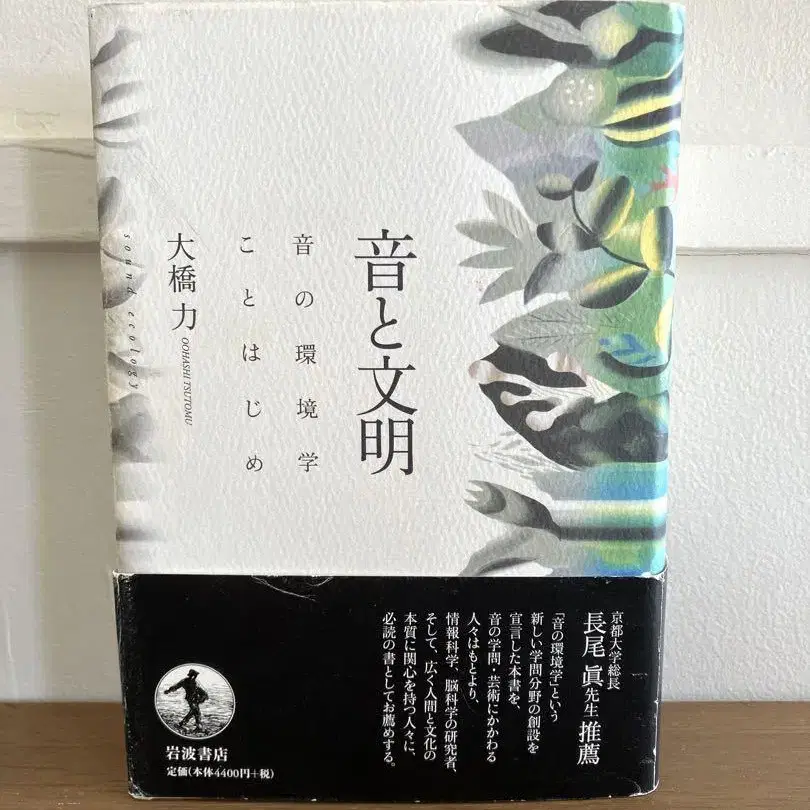 音と文明
音の環境学
ことはじめ
大橋 力
OOHASHI TSUTOMU
sound ecology
京都大学総長
長尾 眞先生 推薦
「音の環境学」という
新しい学問分野の創設を
宣言した本書を、
音の学問・芸術にかかわる
人々はもとより、
情報科学、脳科学の研究者、
そして、広く人間と文化の
本質に関心を持つ人々に、
必読の書としてお薦めする。
岩波書店
定価(本体4400円+税)